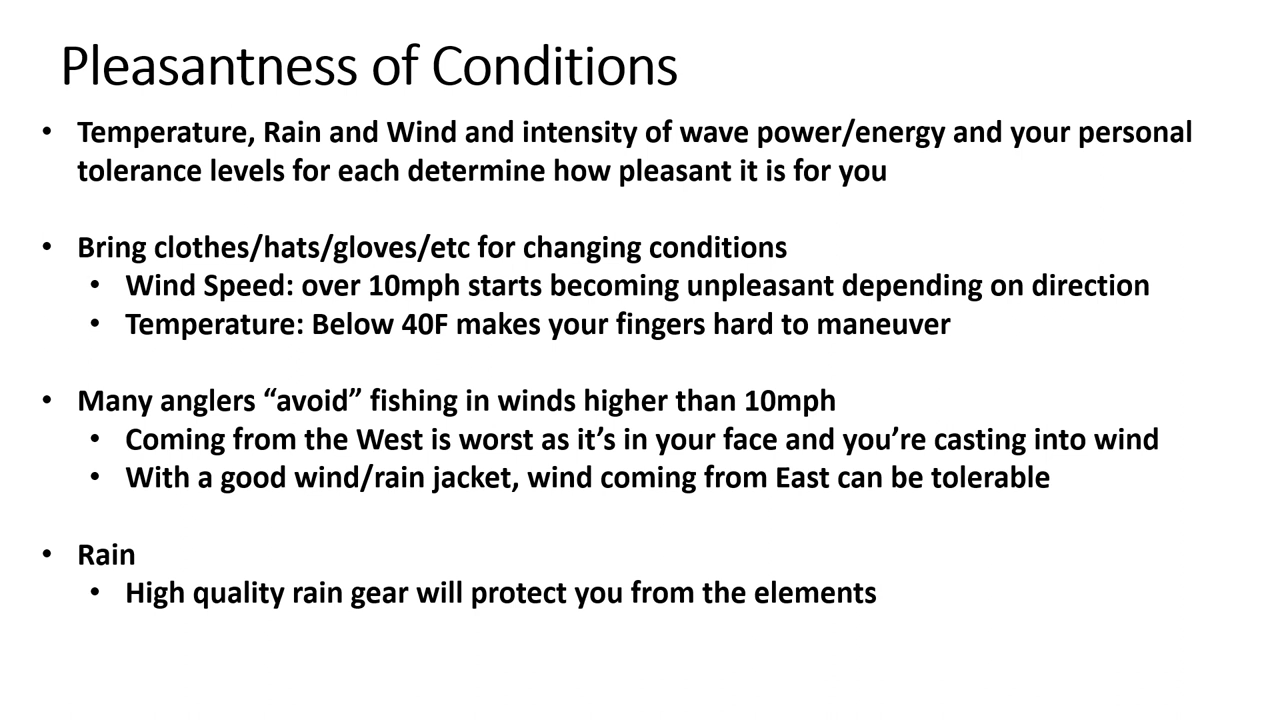 Pleasantness of Conditions
• Temperature, Rain and Wind and intensity of wave power/energy and your personal
tolerance levels for each determine how pleasant it is for you
• Bring clothes/hats/gloves/etc for changing conditions
• Wind Speed: over 10mph starts becoming unpleasant depending on direction
• Temperature: Below 40F makes your fingers hard to maneuver
• Many anglers “avoid” fishing in winds higher than 10mph
• Coming from the West is worst as it’s in your face and you’re casting into wind
• With a good wind/rain jacket, wind coming from East can be tolerable
• Rain
• High quality rain gear will protect you from the elements